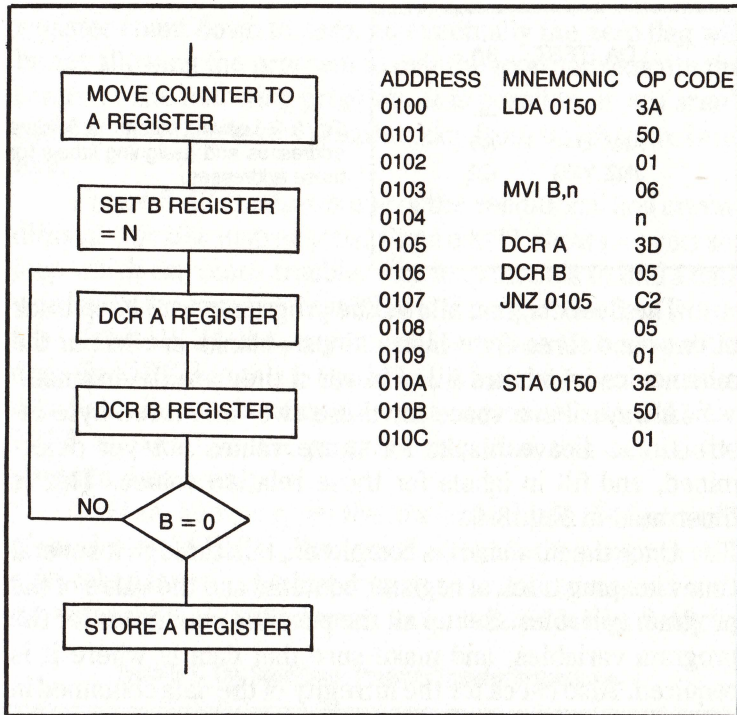 MOVE COUNTER TO
A REGISTER
SET B REGISTER
= N
DCR A REGISTER
DCR B REGISTER
NO
B = 0
STORE A REGISTER
ADDRESS MNEMONIC OP CODE
0100 LDA 0150 3A
0101 50
0102 01
0103 MVI B,n 06
0104 n
0105 DCR A 3D
0106 DCR B 05
0107 JNZ 0105 C2
0108 05
0109 01
010A STA 0150 32
010B 50
010C 01